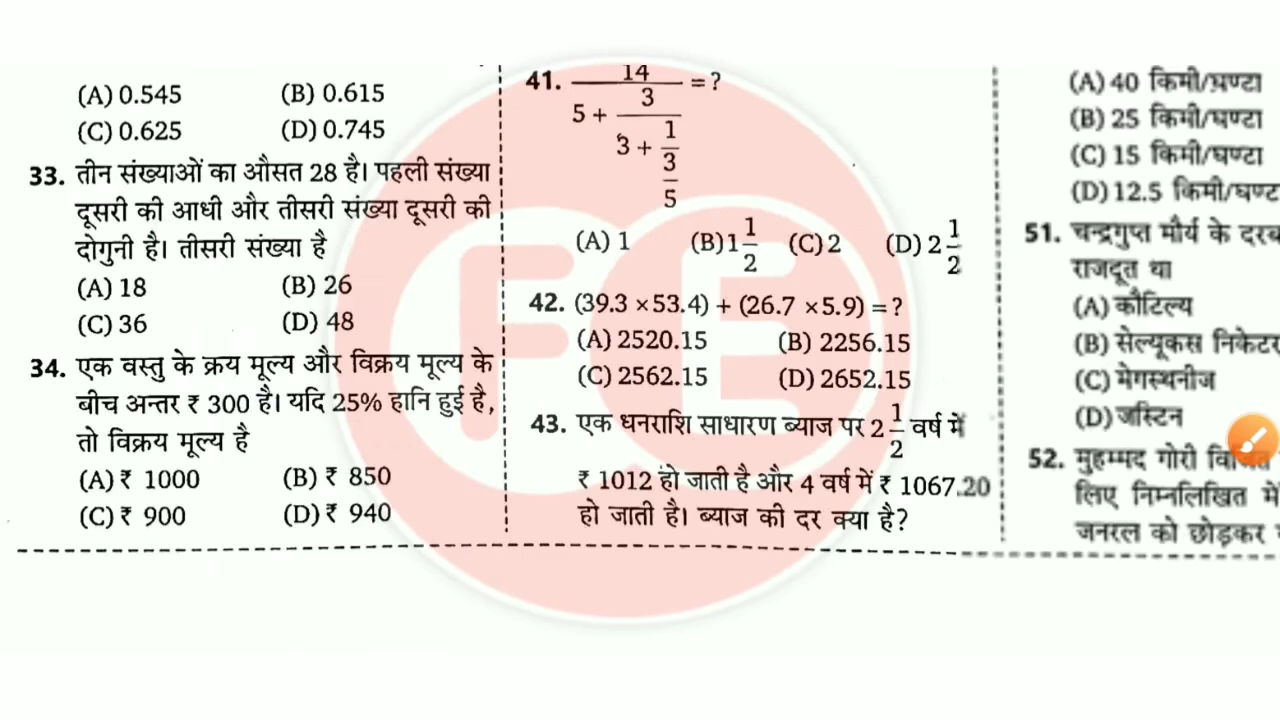 (A) 0.545 (B) 0.615
(C) 0.625 (D) 0.745
33. तीन संख्याओं का औसत 28 है। पहली संख्या
दूसरी की आधी और तीसरी संख्या दूसरी की
दोगुनी है। तीसरी संख्या है
(A) 18 (B) 26
(C) 36 (D) 48
34. एक वस्तु के क्रय मूल्य और विक्रय मूल्य के
बीच अन्तर ₹ 300 है। यदि 25% हानि हुई है,
तो विक्रय मूल्य है
(A) ₹ 1000 (B) ₹ 850
(C) ₹ 900 (D) ₹ 940
41. 14 / (5 + 3 / (3 + 1 / (3 / 5))) = ?
(A) 1 (B) 1 1/2 (C) 2 (D) 2 1/2
42. (39.3 × 53.4) + (26.7 × 5.9) = ?
(A) 2520.15 (B) 2256.15
(C) 2562.15 (D) 2652.15
43. एक धनराशि साधारण ब्याज पर 2 1/2 वर्ष में
₹ 1012 हो जाती है और 4 वर्ष में ₹ 1067.20
हो जाती है। ब्याज की दर क्या है?
(A) 40 किमी/घण्टा
(B) 25 किमी/घण्टा
(C) 15 किमी/घण्टा
(D) 12.5 किमी/घण्ट
51. चन्द्रगुप्त मौर्य के
राजदूत था
(A) कौटिल्य
(B) सेल्यूकस निकेटर
(C) मेगस्थनीज
(D) जस्टिन
52. मुहम्मद गोरी
लिए निम्नलिखित में
जनरल को छोड़कर
FE